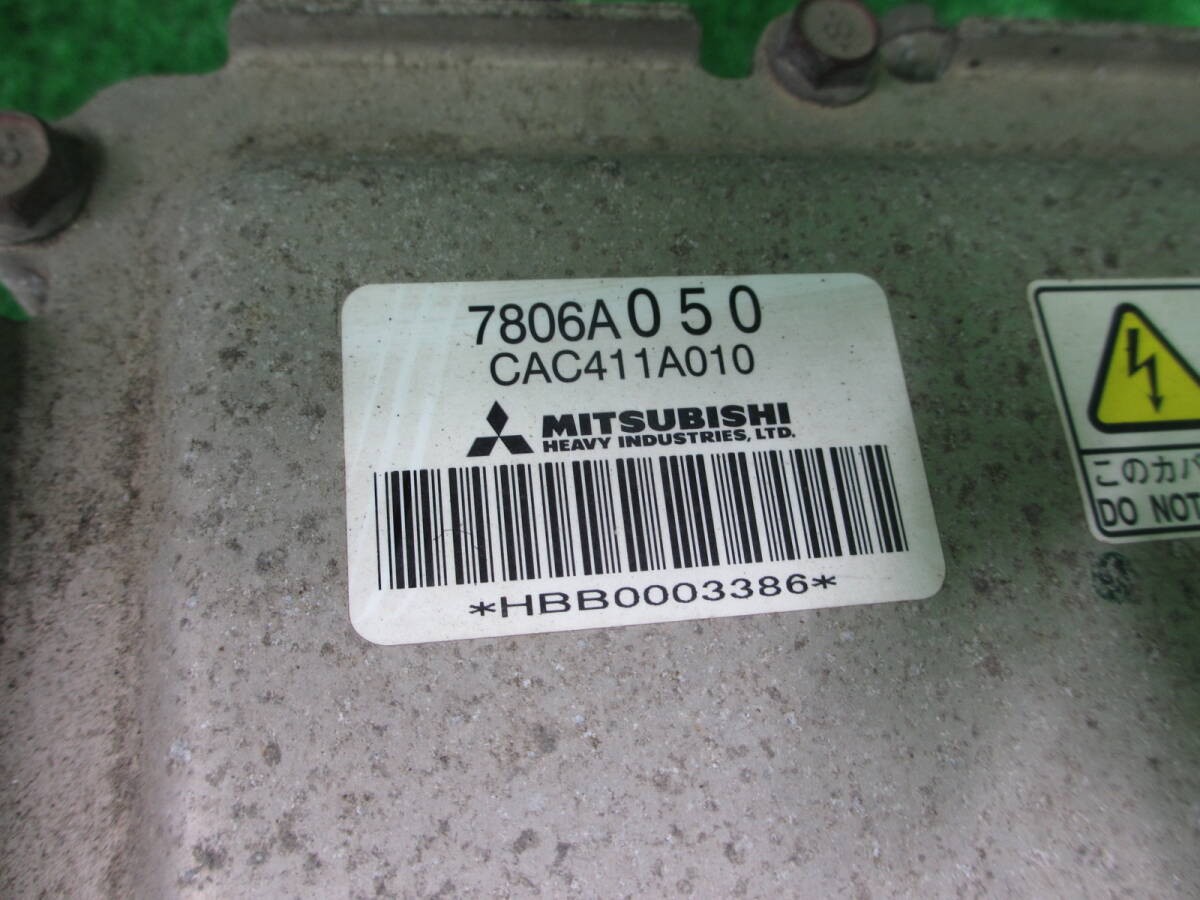 7806A050
CAC411A010
MITSUBISHI
HEAVY INDUSTRIES, LTD.
*HBB0003386*
このカバ
DO NOT